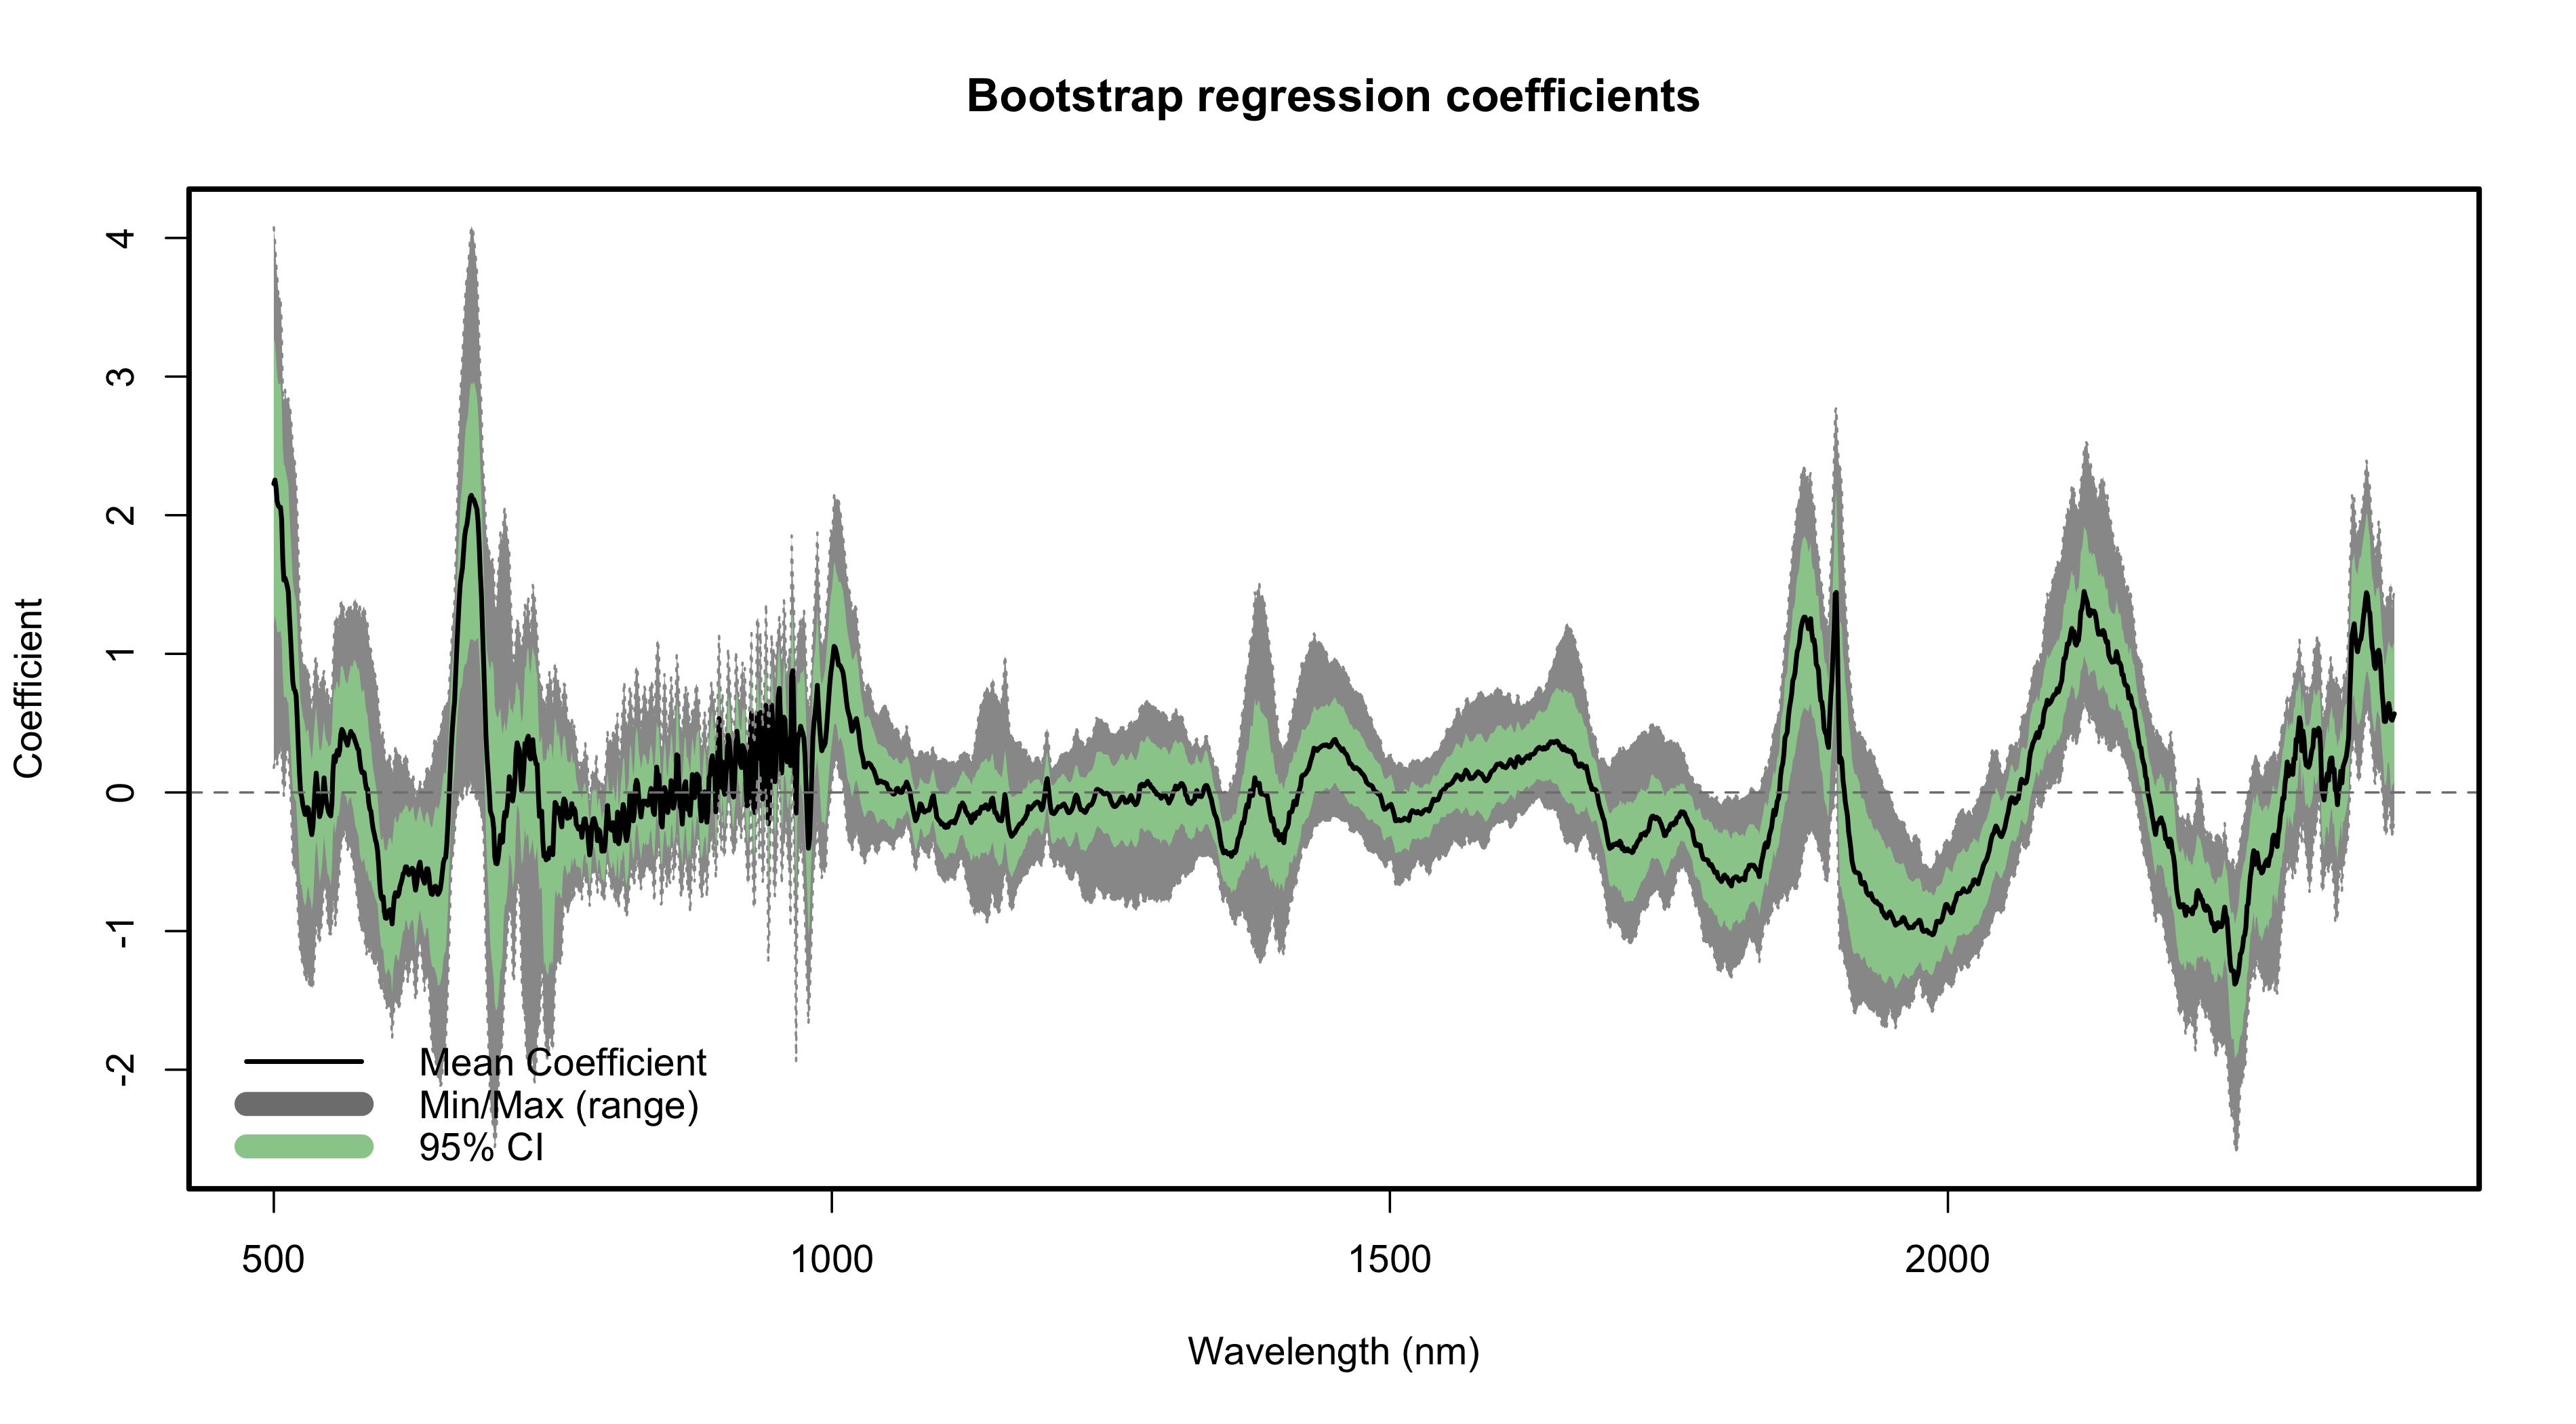 Bootstrap regression coefficients
4
3
2
1
0
-1
-2
Coefficient
Mean Coefficient
Min/Max (range)
95% CI
500 1000 1500 2000
Wavelength (nm)